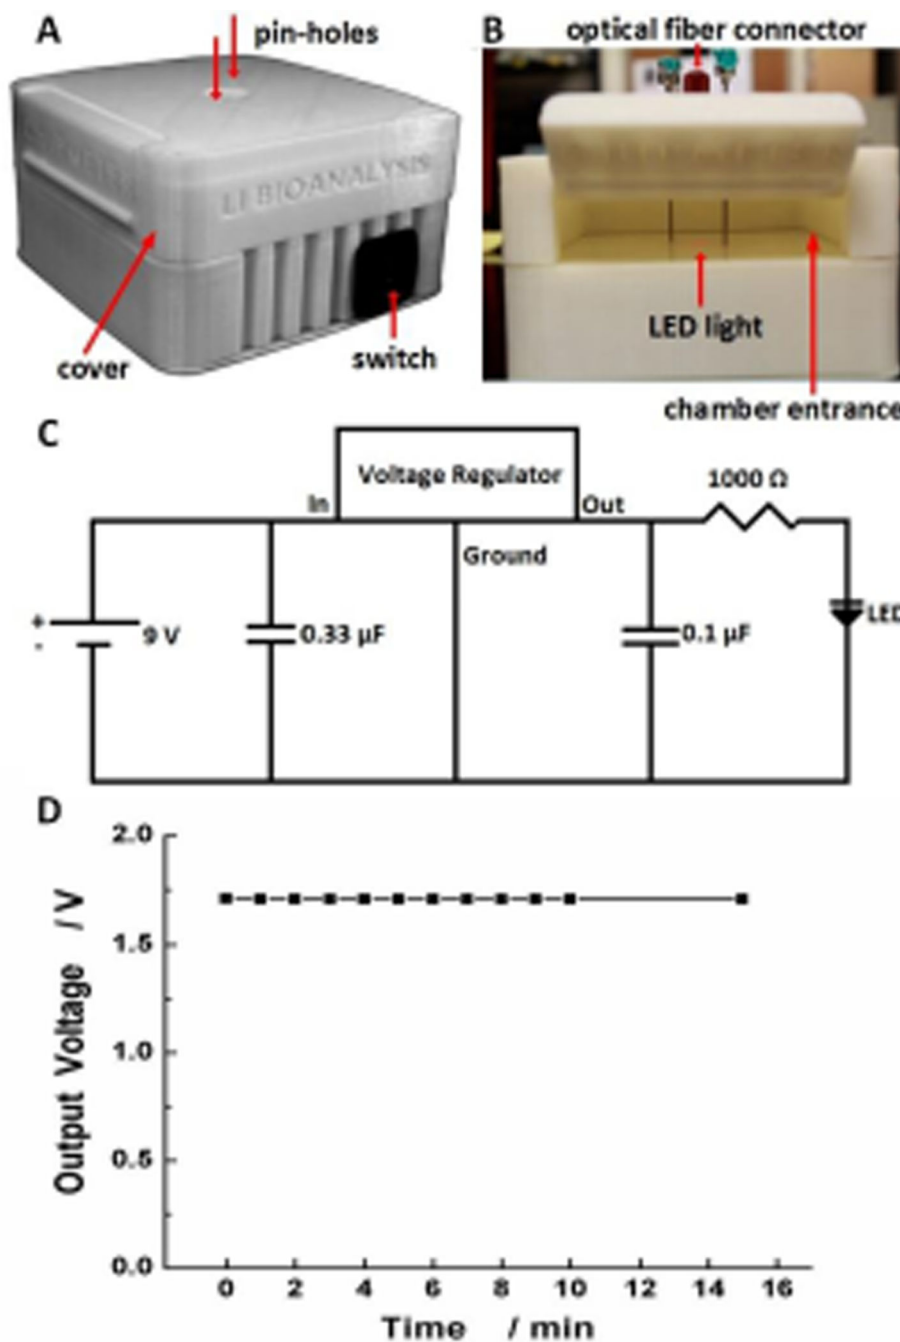 A
pin-holes
LI BIOANALYSIS
cover
switch
B
optical fiber connector
LED light
chamber entrance
C
Voltage Regulator
In
Out
Ground
1000 Ω
+
-
9 V
0.33 µF
0.1 µF
LED
D
2.0
1.5
1.0
0.5
0.0
Output Voltage / V
0 2 4 6 8 10 12 14 16
Time / min